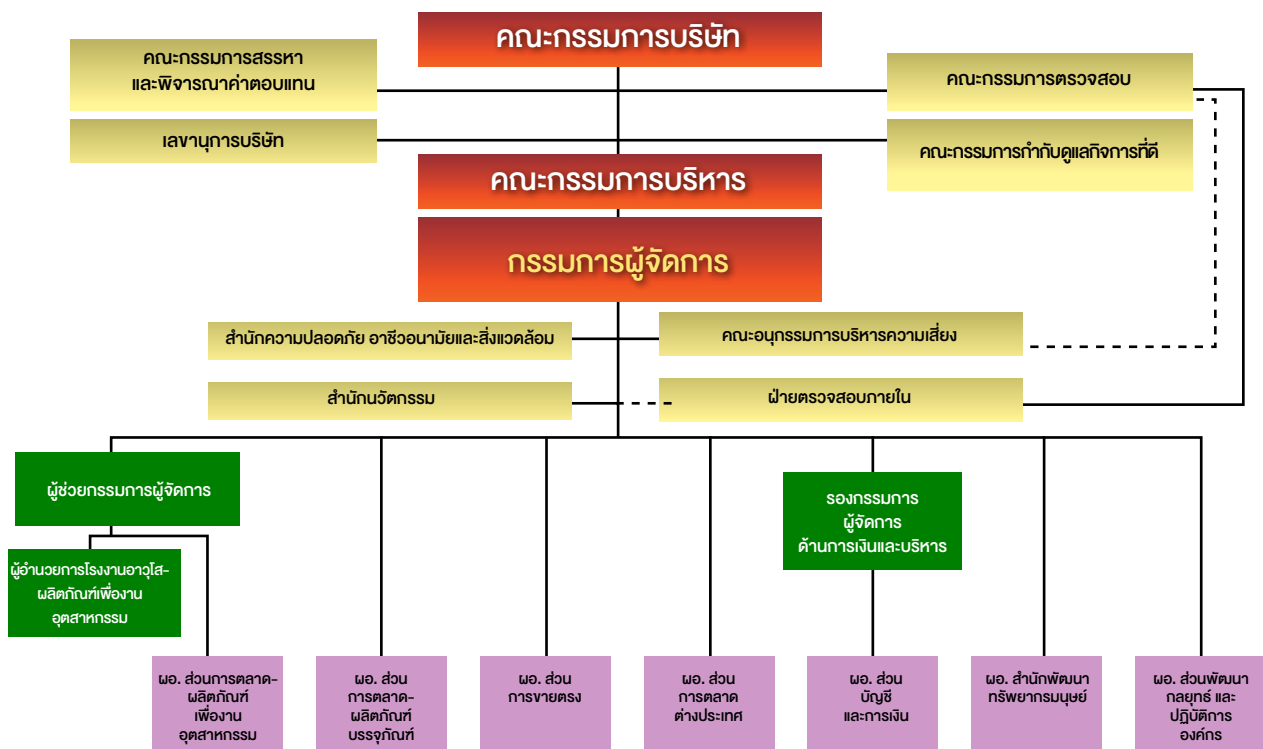 คณะกรรมการบริษัท
คณะกรรมการสรรหา
และพิจารณาค่าตอบแทน
คณะกรรมการตรวจสอบ
เลขานุการบริษัท
คณะกรรมการกำกับดูแลกิจการที่ดี
คณะกรรมการบริหาร
กรรมการผู้จัดการ
สำนักความปลอดภัย อาชีวอนามัยและสิ่งแวดล้อม
คณะอนุกรรมการบริหารความเสี่ยง
สำนักนวัตกรรม
ฝ่ายตรวจสอบภายใน
ผู้ช่วยกรรมการผู้จัดการ
รองกรรมการ
ผู้จัดการ
ด้านการเงินและบริหาร
ผู้อำนวยการโรงงานอาวุโส-
ผลิตภัณฑ์เพื่องาน
อุตสาหกรรม
ผอ. ส่วนการตลาด-
ผลิตภัณฑ์
เพื่องาน
อุตสาหกรรม
ผอ. ส่วน
การตลาด-
ผลิตภัณฑ์
บรรจุภัณฑ์
ผอ. ส่วน
การขายตรง
ผอ. ส่วน
การตลาด
ต่างประเทศ
ผอ. ส่วน
บัญชี
และการเงิน
ผอ. สำนักพัฒนา
ทรัพยากรมนุษย์
ผอ. ส่วนพัฒนา
กลยุทธ์ และ
ปฏิบัติการ
องค์กร